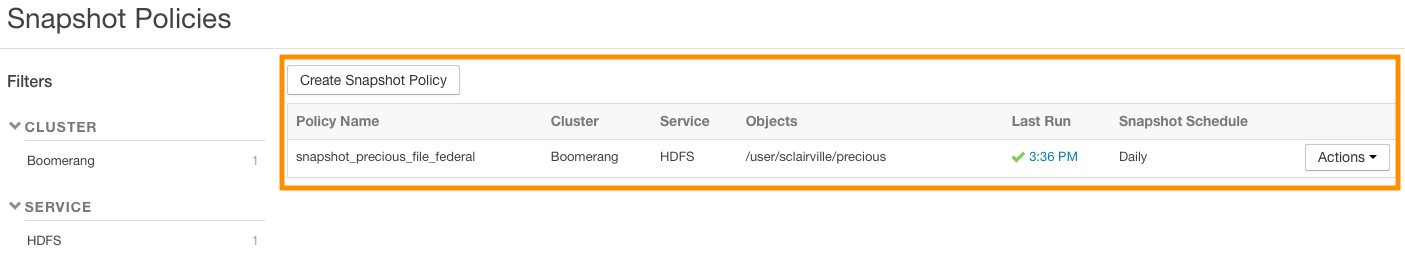 Snapshot Policies
Filters
CLUSTER
Boomerang 1
SERVICE
HDFS 1
Create Snapshot Policy
Policy Name Cluster Service Objects Last Run Snapshot Schedule
snapshot_precious_file_federal Boomerang HDFS /user/sclairville/precious 3:36 PM Daily Actions